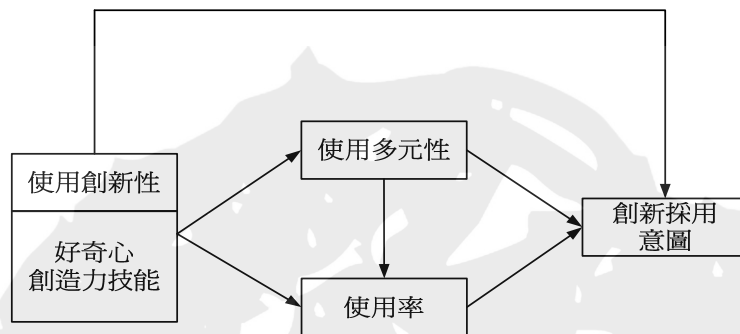 使用創新性
好奇心
創造力技能
使用多元性
使用率
創新採用
意圖